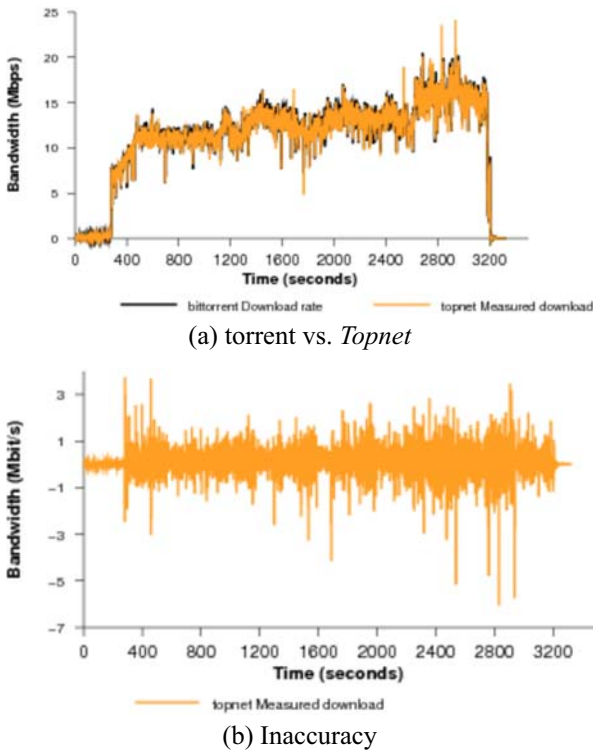 25
20
15
10
5
0
Bandwidth (Mbps)
0 400 800 1200 1600 2000 2400 2800 3200
Time (seconds)
bittorrent Download rate topnet Measured download
(a) torrent vs. Topnet
3
1
−1
−3
−5
−7
Bandwidth (Mbit/s)
0 400 800 1200 1600 2000 2400 2800 3200
Time (seconds)
topnet Measured download
(b) Inaccuracy